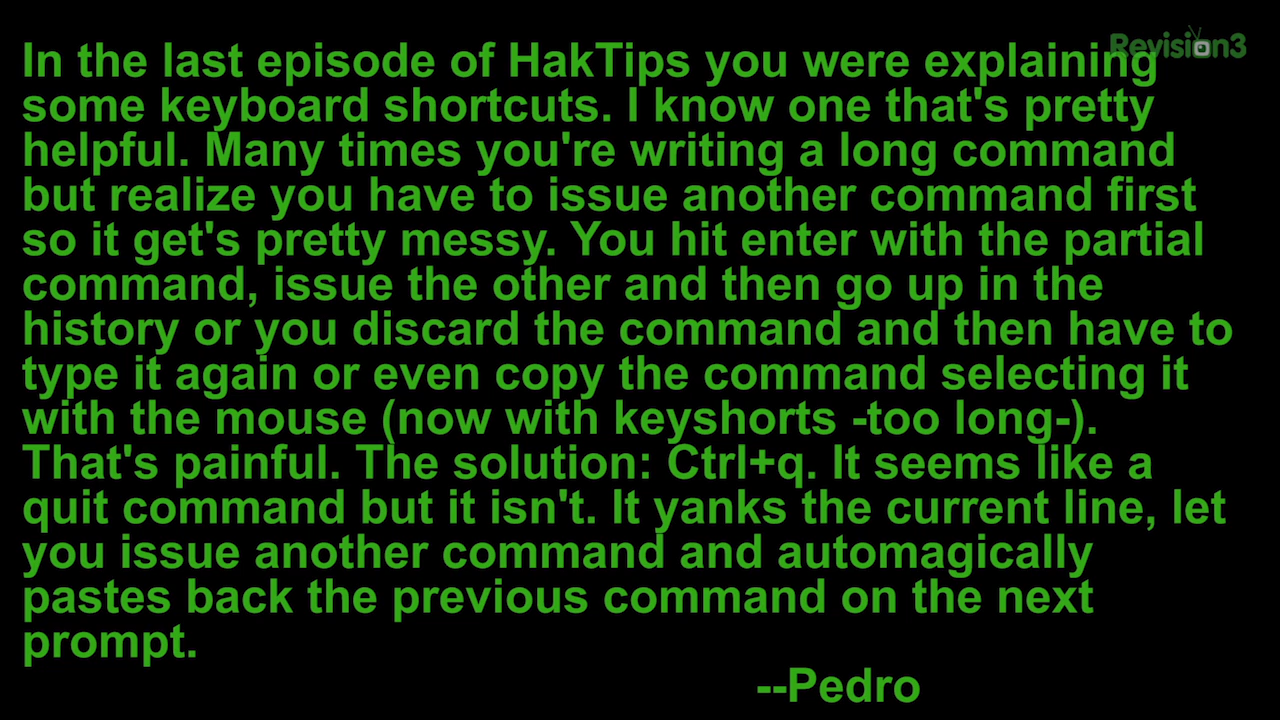 Revision3
In the last episode of HakTips you were explaining
some keyboard shortcuts. I know one that's pretty
helpful. Many times you're writing a long command
but realize you have to issue another command first
so it get's pretty messy. You hit enter with the partial
command, issue the other and then go up in the
history or you discard the command and then have to
type it again or even copy the command selecting it
with the mouse (now with keyshorts -too long-).
That's painful. The solution: Ctrl+q. It seems like a
quit command but it isn't. It yanks the current line, let
you issue another command and automagically
pastes back the previous command on the next
prompt.
--Pedro